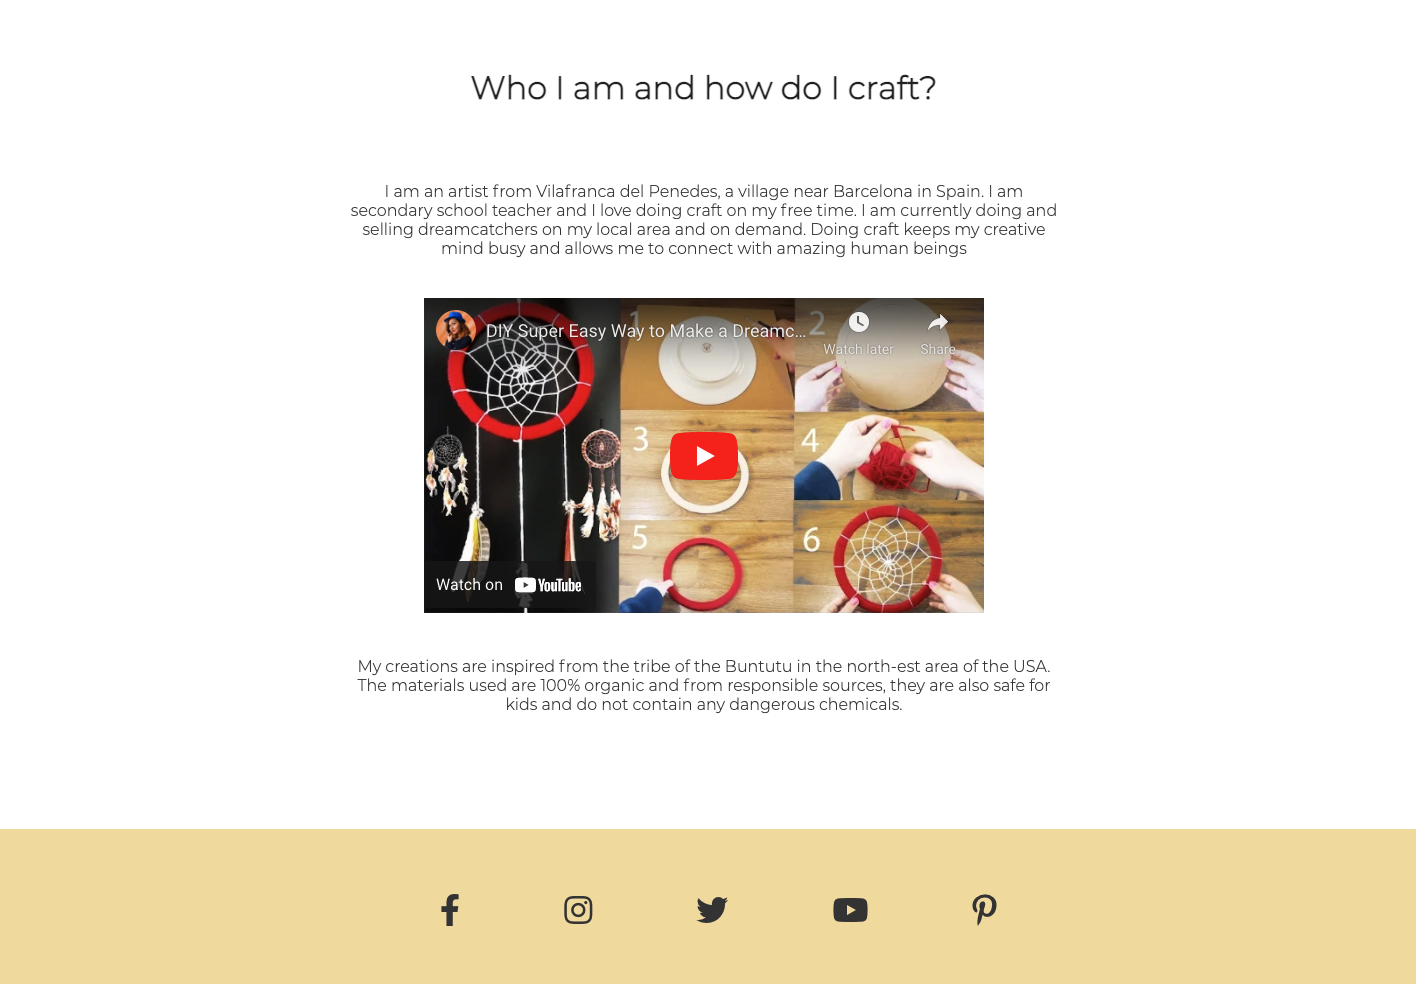 Who I am and how do I craft?
I am an artist from Vilafranca del Penedes, a village near Barcelona in Spain. I am
secondary school teacher and I love doing craft on my free time. I am currently doing and
selling dreamcatchers on my local area and on demand. Doing craft keeps my creative
mind busy and allows me to connect with amazing human beings
DIY Super Easy Way to Make a Dreamc...
Watch later
Share
1
2
3
4
5
6
Watch on YouTube
My creations are inspired from the tribe of the Buntutu in the north-est area of the USA.
The materials used are 100% organic and from responsible sources, they are also safe for
kids and do not contain any dangerous chemicals.